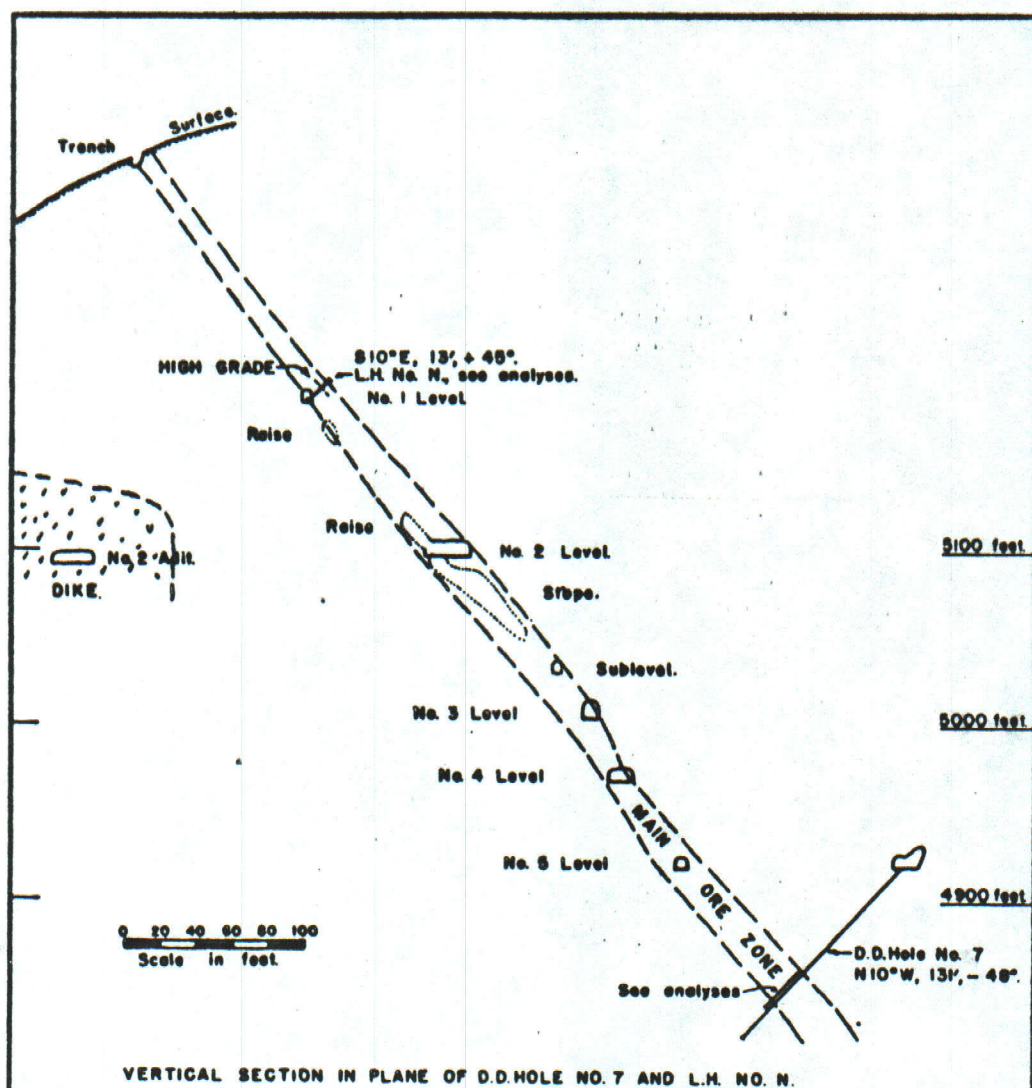 Surface.
Trench
HIGH GRADE
S10°E, 13', + 45°.
L.H. No. N., see analyses.
No. 1 Level.
Raise
Raise
No. 2 Level.
5100 feet
No. 2 Adit.
DIKE.
Stope.
Sublevel.
No. 3 Level
5000 feet
No. 4 Level
MAIN ORE ZONE
No. 5 Level
4900 feet
0 20 40 60 80 100
Scale in feet.
D.D. Hole No. 7
N10°W, 131', – 48°.
See analyses
VERTICAL SECTION IN PLANE OF D.D. HOLE NO. 7 AND L.H. NO. N.